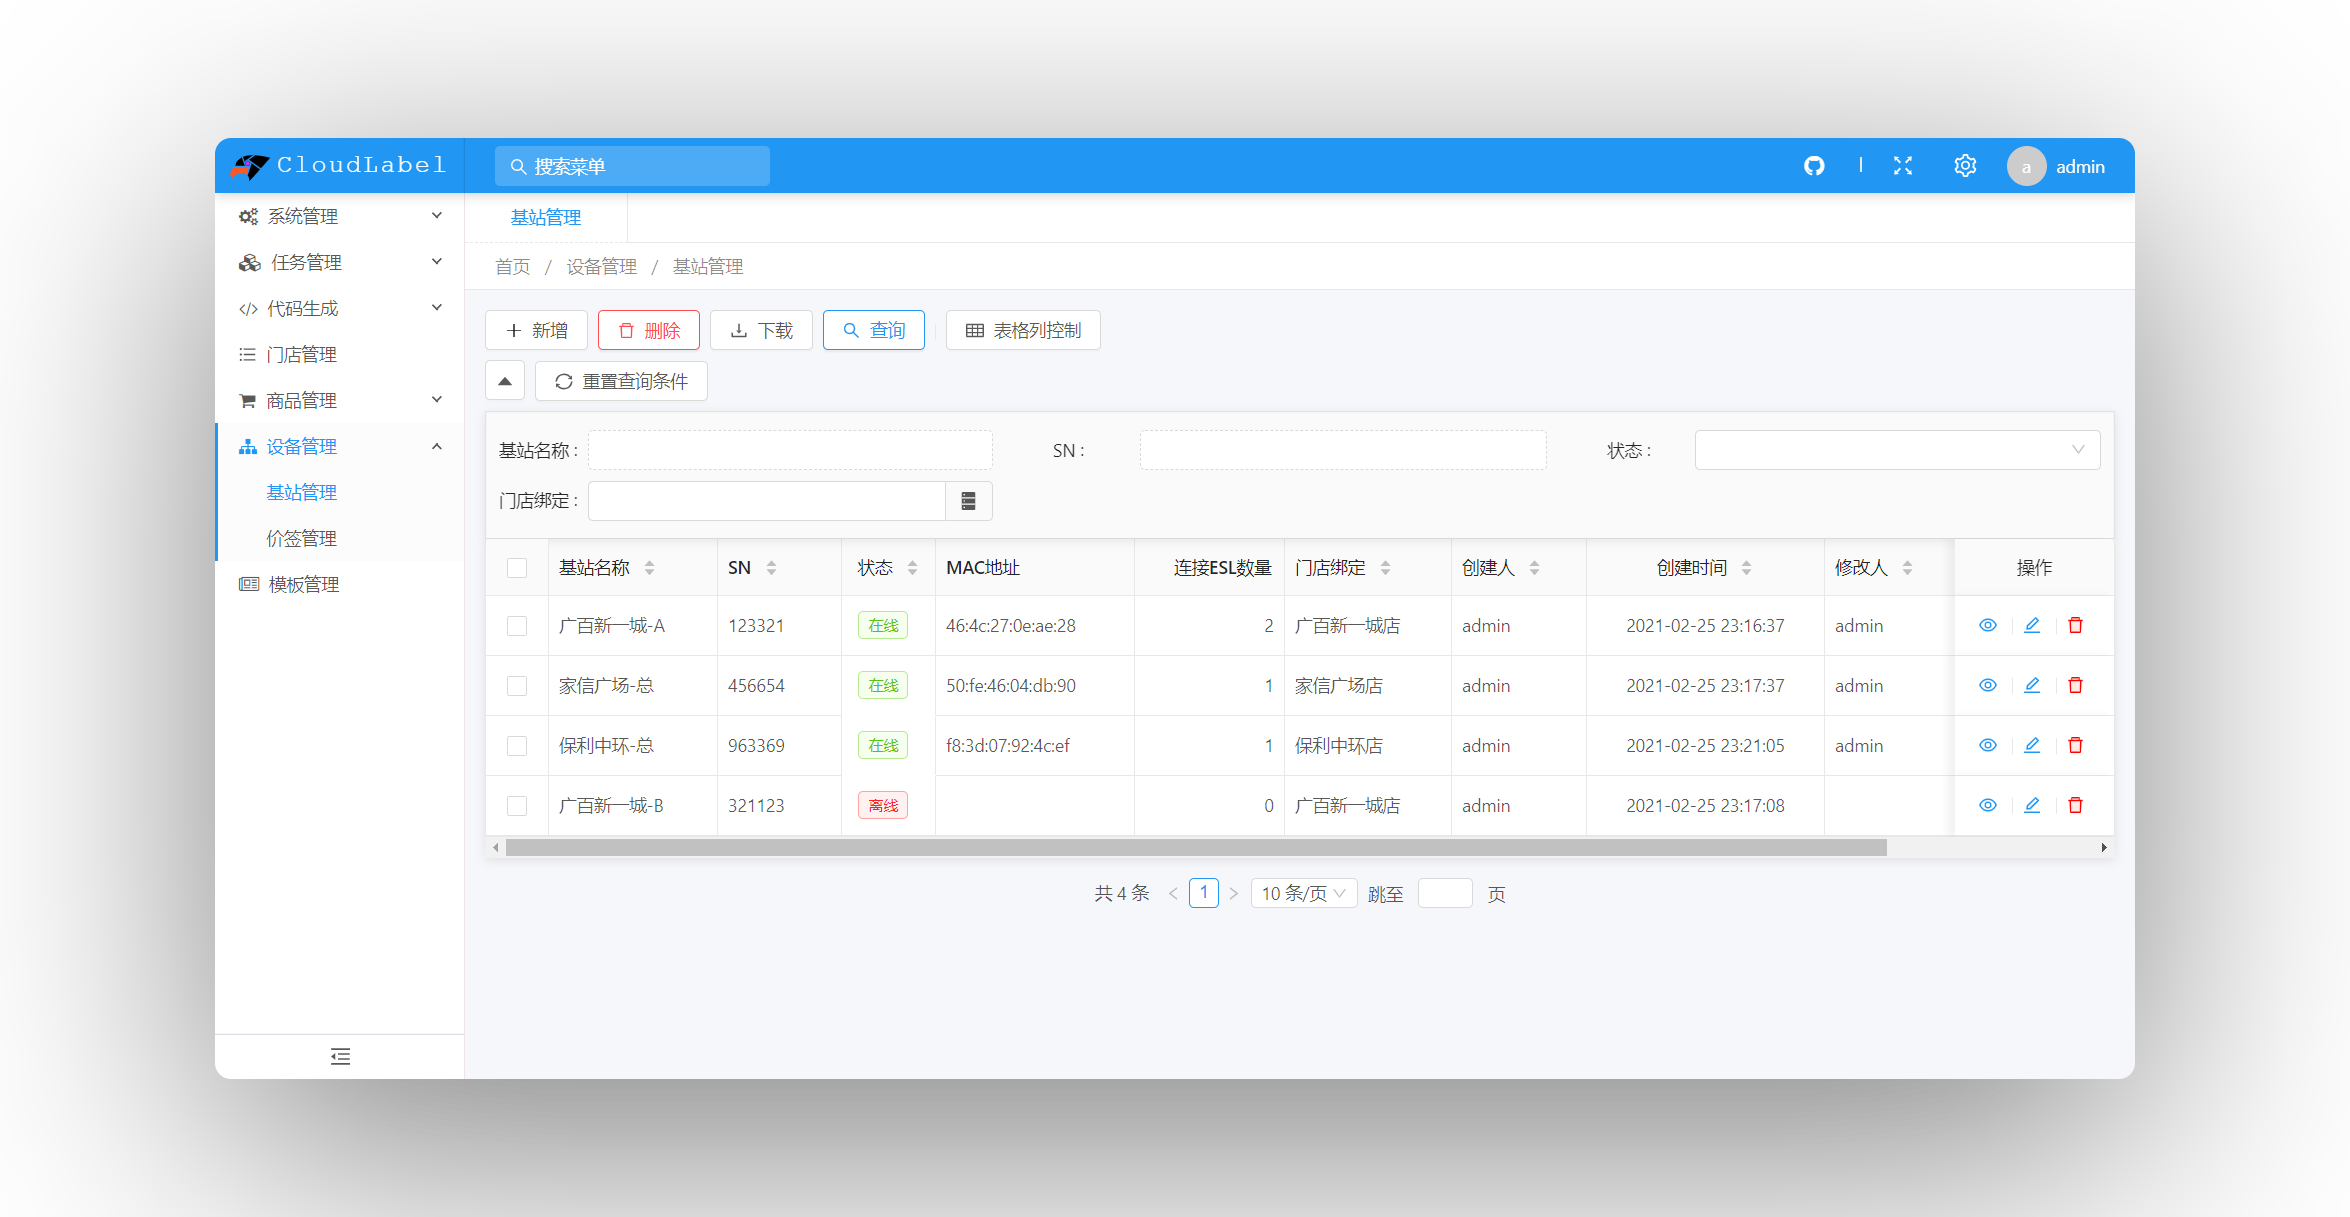 CloudLabel 搜索菜单 a admin
系统管理
任务管理
代码生成
门店管理
商品管理
设备管理
基站管理
价签管理
模板管理
基站管理
首页 / 设备管理 / 基站管理
新增 删除 下载 查询 表格列控制
重置查询条件
基站名称 : SN : 状态 :
门店绑定 :
基站名称 SN 状态 MAC地址 连接ESL数量 门店绑定 创建人 创建时间 修改人 操作
广百新一城-A 123321 在线 46:4c:27:0e:ae:28 2 广百新一城店 admin 2021-02-25 23:16:37 admin
家信广场-总 456654 在线 50:fe:46:04:db:90 1 家信广场店 admin 2021-02-25 23:17:37 admin
保利中环-总 963369 在线 f8:3d:07:92:4c:ef 1 保利中环店 admin 2021-02-25 23:21:05 admin
广百新一城-B 321123 离线 0 广百新一城店 admin 2021-02-25 23:17:08
共 4 条 < 1 > 10 条/页 跳至 页